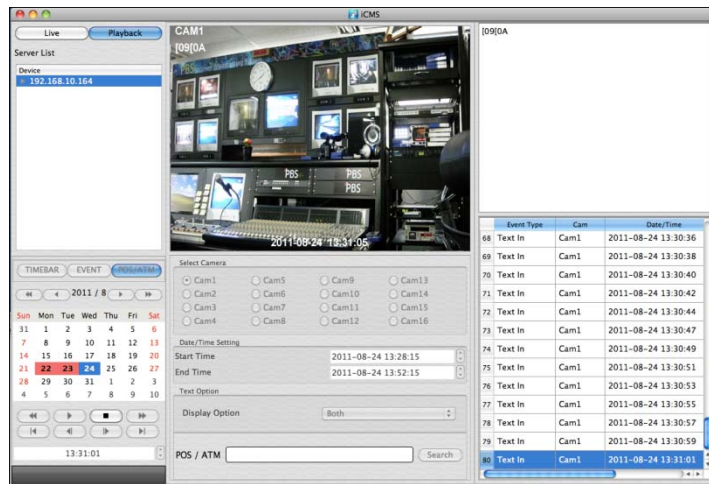 iCMS
Live Playback
Server List
Device
192.168.10.164
CAM1
[09[0A
PBS
PBS
PBS
2011-08-24 13:31:05
[09[0A
TIMEBAR EVENT POS/ATM
2011 / 8
Sun Mon Tue Wed Thu Fri Sat
31 1 2 3 4 5 6
7 8 9 10 11 12 13
14 15 16 17 18 19 20
21 22 23 24 25 26 27
28 29 30 31 1 2 3
4 5 6 7 8 9 10
13:31:01
Select Camera
Cam1 Cam5 Cam9 Cam13
Cam2 Cam6 Cam10 Cam14
Cam3 Cam7 Cam11 Cam15
Cam4 Cam8 Cam12 Cam16
Date/Time Setting
Start Time 2011-08-24 13:28:15
End Time 2011-08-24 13:52:15
Text Option
Display Option Both
POS / ATM Search
Event Type Cam Date/Time
68 Text In Cam1 2011-08-24 13:30:36
69 Text In Cam1 2011-08-24 13:30:38
70 Text In Cam1 2011-08-24 13:30:40
71 Text In Cam1 2011-08-24 13:30:42
72 Text In Cam1 2011-08-24 13:30:44
73 Text In Cam1 2011-08-24 13:30:47
74 Text In Cam1 2011-08-24 13:30:49
75 Text In Cam1 2011-08-24 13:30:51
76 Text In Cam1 2011-08-24 13:30:53
77 Text In Cam1 2011-08-24 13:30:55
78 Text In Cam1 2011-08-24 13:30:57
79 Text In Cam1 2011-08-24 13:30:59
80 Text In Cam1 2011-08-24 13:31:01